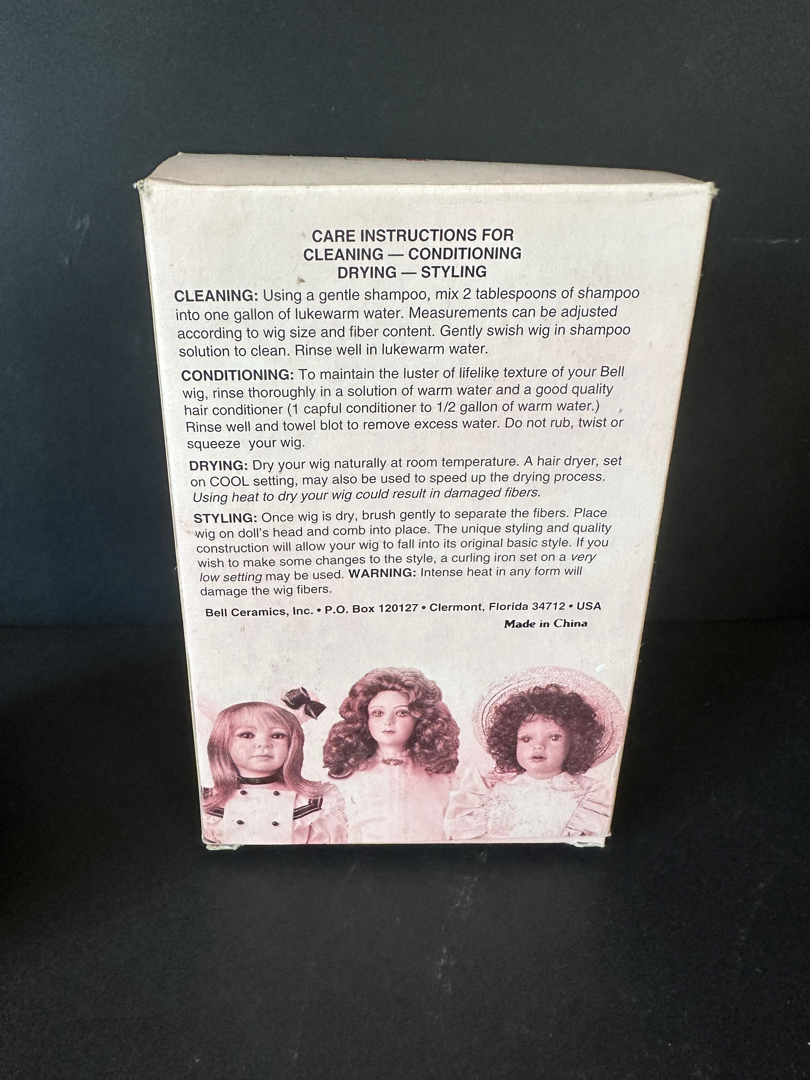 CARE INSTRUCTIONS FOR
CLEANING — CONDITIONING
DRYING — STYLING
CLEANING: Using a gentle shampoo, mix 2 tablespoons of shampoo
into one gallon of lukewarm water. Measurements can be adjusted
according to wig size and fiber content. Gently swish wig in shampoo
solution to clean. Rinse well in lukewarm water.
CONDITIONING: To maintain the luster of lifelike texture of your Bell
wig, rinse thoroughly in a solution of warm water and a good quality
hair conditioner (1 capful conditioner to 1/2 gallon of warm water.)
Rinse well and towel blot to remove excess water. Do not rub, twist or
squeeze your wig.
DRYING: Dry your wig naturally at room temperature. A hair dryer, set
on COOL setting, may also be used to speed up the drying process.
Using heat to dry your wig could result in damaged fibers.
STYLING: Once wig is dry, brush gently to separate the fibers. Place
wig on doll's head and comb into place. The unique styling and quality
construction will allow your wig to fall into its original basic style. If you
wish to make some changes to the style, a curling iron set on a very
low setting may be used. WARNING: Intense heat in any form will
damage the wig fibers.
Bell Ceramics, Inc. • P.O. Box 120127 • Clermont, Florida 34712 • USA
Made in China